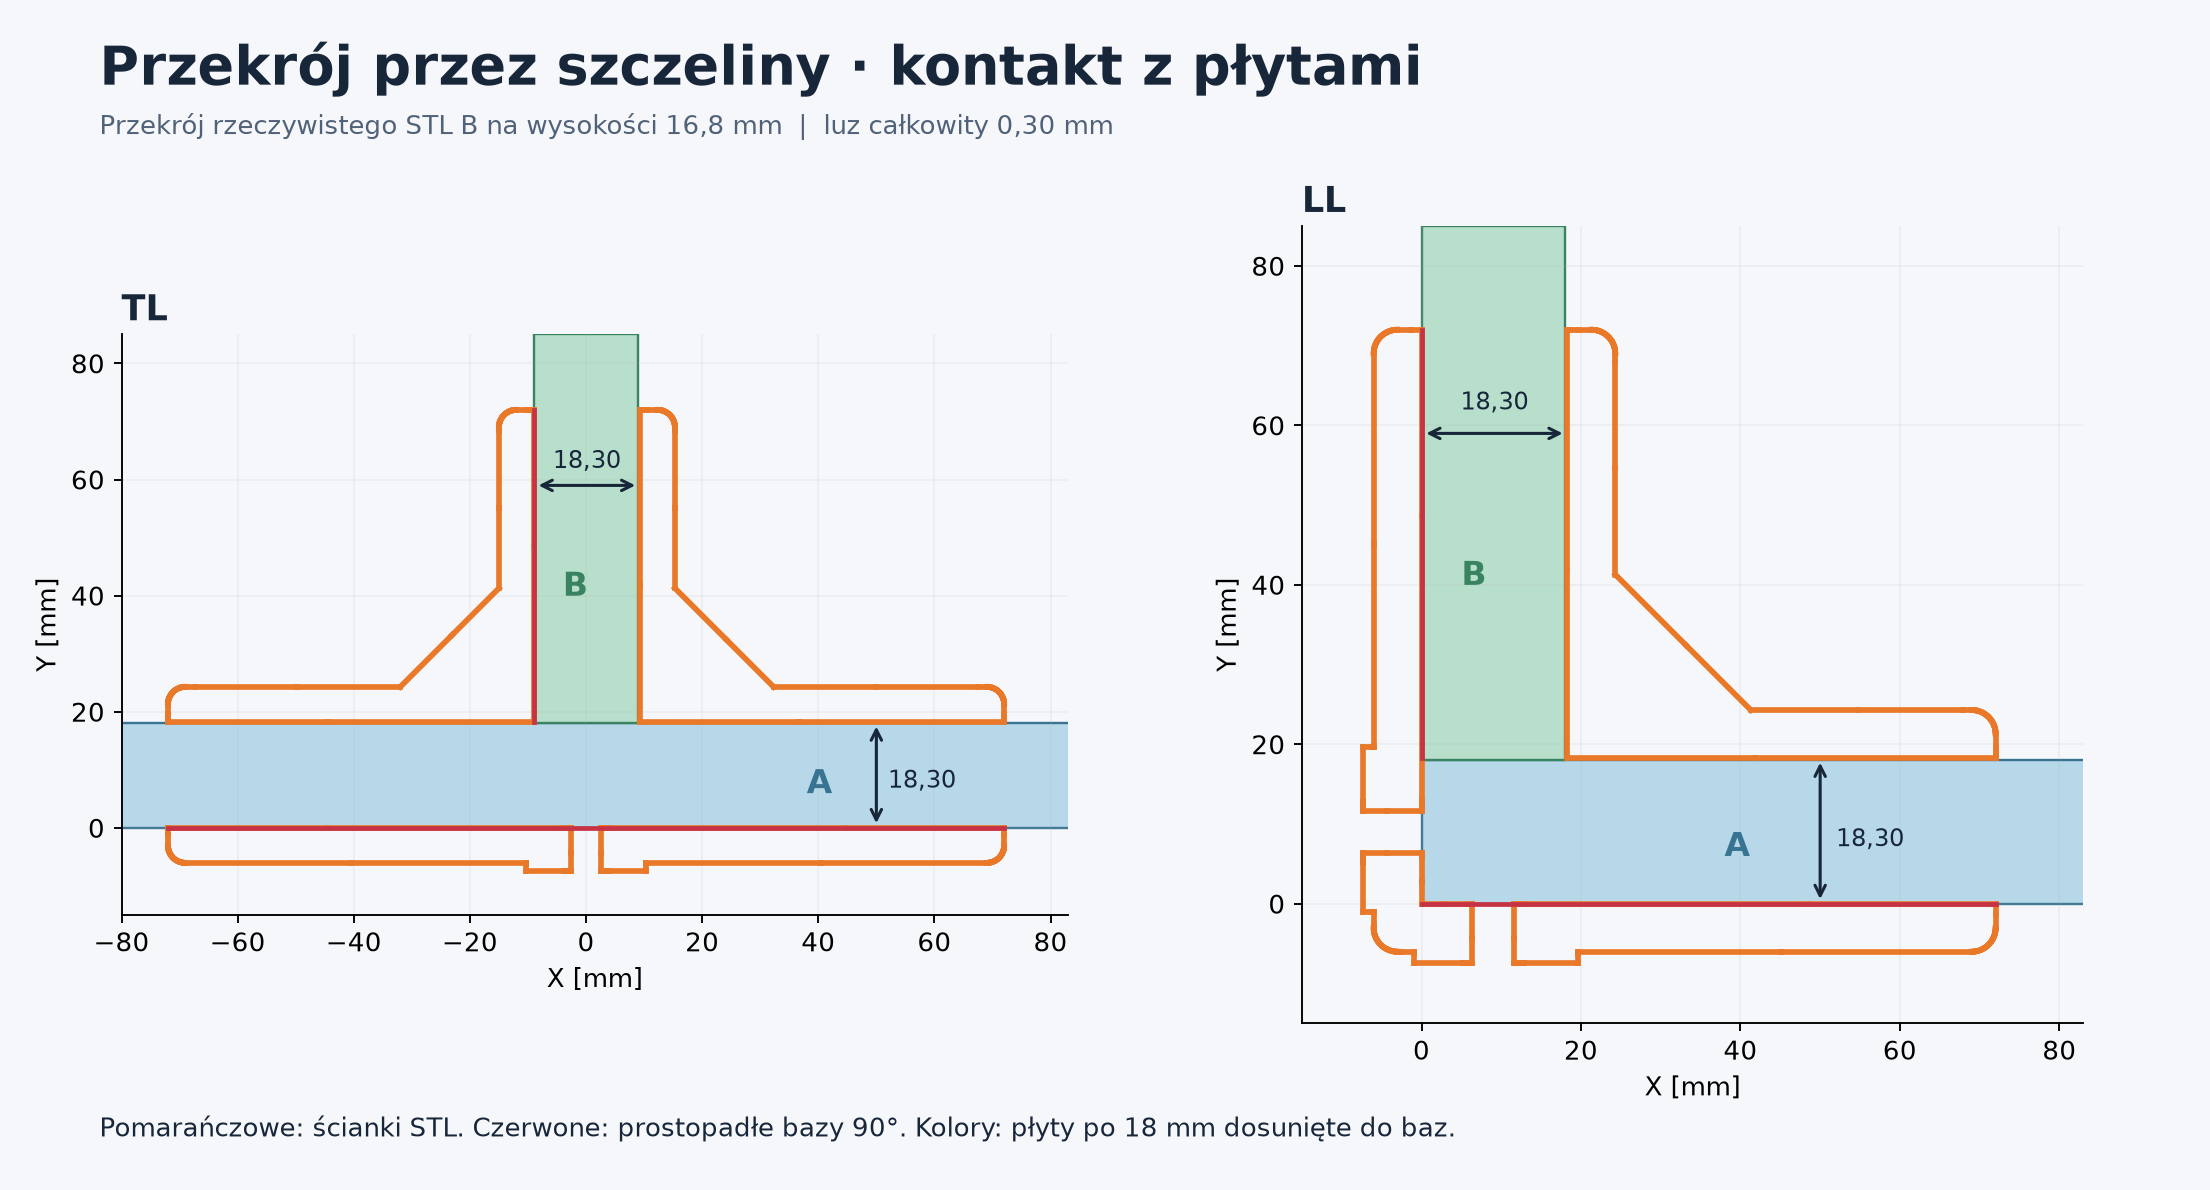 Przekrój przez szczeliny · kontakt z płytami
Przekrój rzeczywistego STL B na wysokości 16,8 mm | luz całkowity 0,30 mm
TL
80
60
40
20
0
Y [mm]
18,30
B
A
18,30
−80 −60 −40 −20 0 20 40 60 80
X [mm]
LL
80
60
40
20
0
Y [mm]
18,30
B
A
18,30
0 20 40 60 80
X [mm]
Pomarańczowe: ścianki STL. Czerwone: prostopadłe bazy 90°. Kolory: płyty po 18 mm dosunięte do baz.